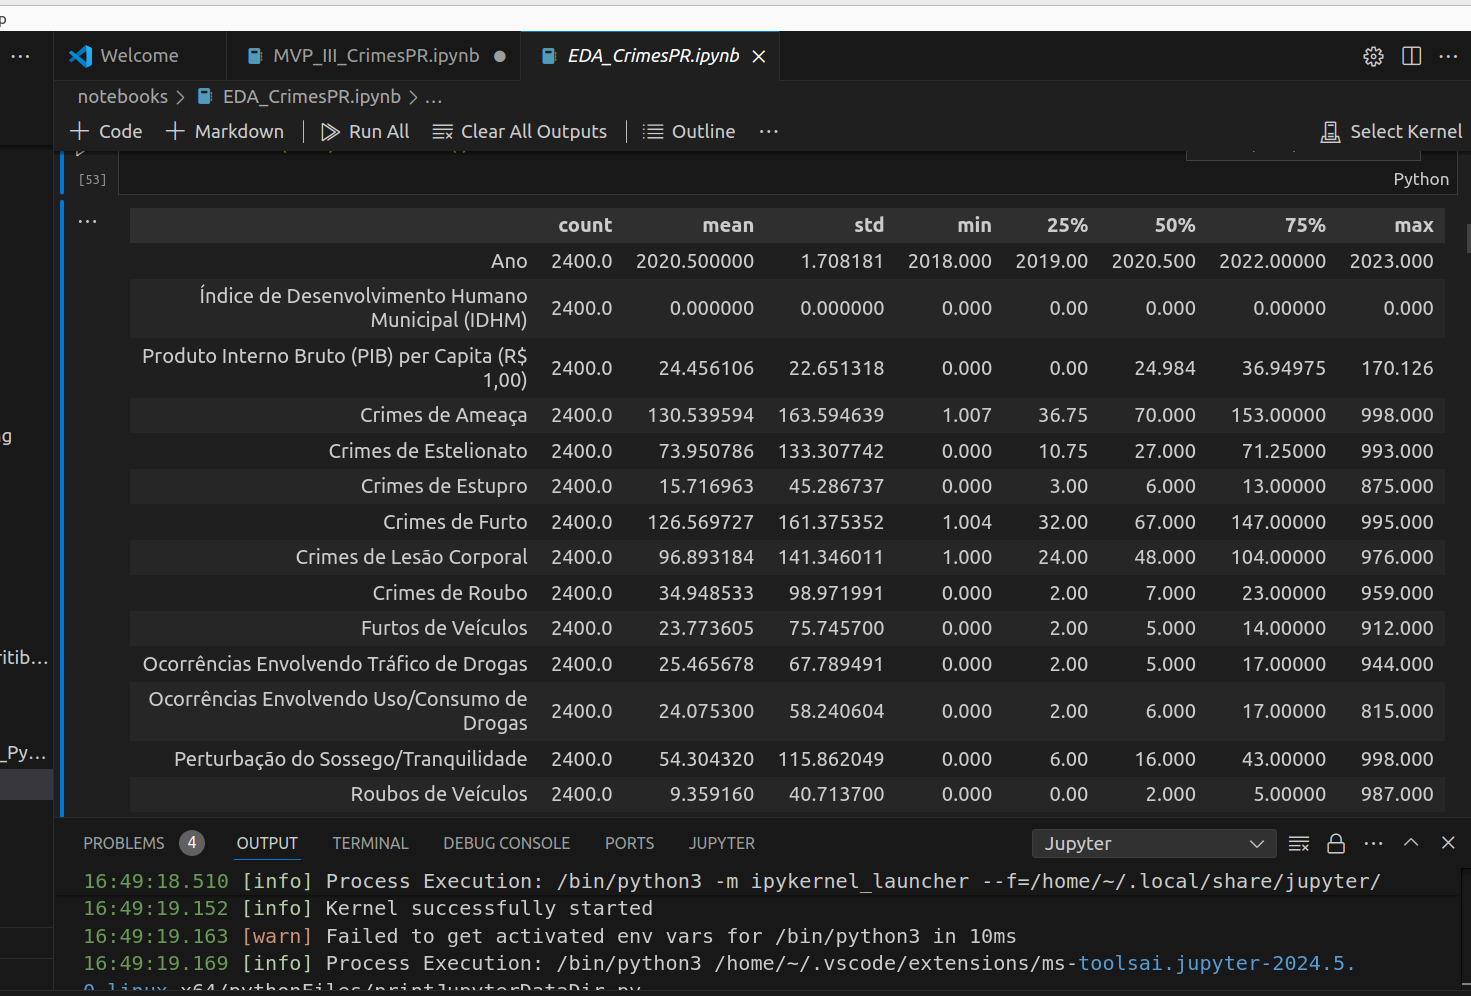 p
... Welcome MVP_III_CrimesPR.ipynb EDA_CrimesPR.ipynb ...
notebooks > EDA_CrimesPR.ipynb > ...
Code Markdown Run All Clear All Outputs Outline ... Select Kernel
[53]
Python
... count mean std min 25% 50% 75% max
Ano 2400.0 2020.500000 1.708181 2018.000 2019.00 2020.500 2022.00000 2023.000
Índice de Desenvolvimento Humano
Municipal (IDHM) 2400.0 0.000000 0.000000 0.000 0.00 0.000 0.00000 0.000
Produto Interno Bruto (PIB) per Capita (R$
1,00) 2400.0 24.456106 22.651318 0.000 0.00 24.984 36.94975 170.126
Crimes de Ameaça 2400.0 130.539594 163.594639 1.007 36.75 70.000 153.00000 998.000
g
Crimes de Estelionato 2400.0 73.950786 133.307742 0.000 10.75 27.000 71.25000 993.000
Crimes de Estupro 2400.0 15.716963 45.286737 0.000 3.00 6.000 13.00000 875.000
Crimes de Furto 2400.0 126.569727 161.375352 1.004 32.00 67.000 147.00000 995.000
Crimes de Lesão Corporal 2400.0 96.893184 141.346011 1.000 24.00 48.000 104.00000 976.000
Crimes de Roubo 2400.0 34.948533 98.971991 0.000 2.00 7.000 23.00000 959.000
Furtos de Veículos 2400.0 23.773605 75.745700 0.000 2.00 5.000 14.00000 912.000
ritib...
Ocorrências Envolvendo Tráfico de Drogas 2400.0 25.465678 67.789491 0.000 2.00 5.000 17.00000 944.000
Ocorrências Envolvendo Uso/Consumo de
Drogas 2400.0 24.075300 58.240604 0.000 2.00 6.000 17.00000 815.000
_Py...
Perturbação do Sossego/Tranquilidade 2400.0 54.304320 115.862049 0.000 6.00 16.000 43.00000 998.000
Roubos de Veículos 2400.0 9.359160 40.713700 0.000 0.00 2.000 5.00000 987.000
PROBLEMS 4 OUTPUT TERMINAL DEBUG CONSOLE PORTS JUPYTER Jupyter ...
16:49:18.510 [info] Process Execution: /bin/python3 -m ipykernel_launcher --f=/home/~/.local/share/jupyter/
16:49:19.152 [info] Kernel successfully started
16:49:19.163 [warn] Failed to get activated env vars for /bin/python3 in 10ms
16:49:19.169 [info] Process Execution: /bin/python3 /home/~/.vscode/extensions/ms-toolsai.jupyter-2024.5.
0-linux-x64/pythonFiles/printJupyterDataDir.py